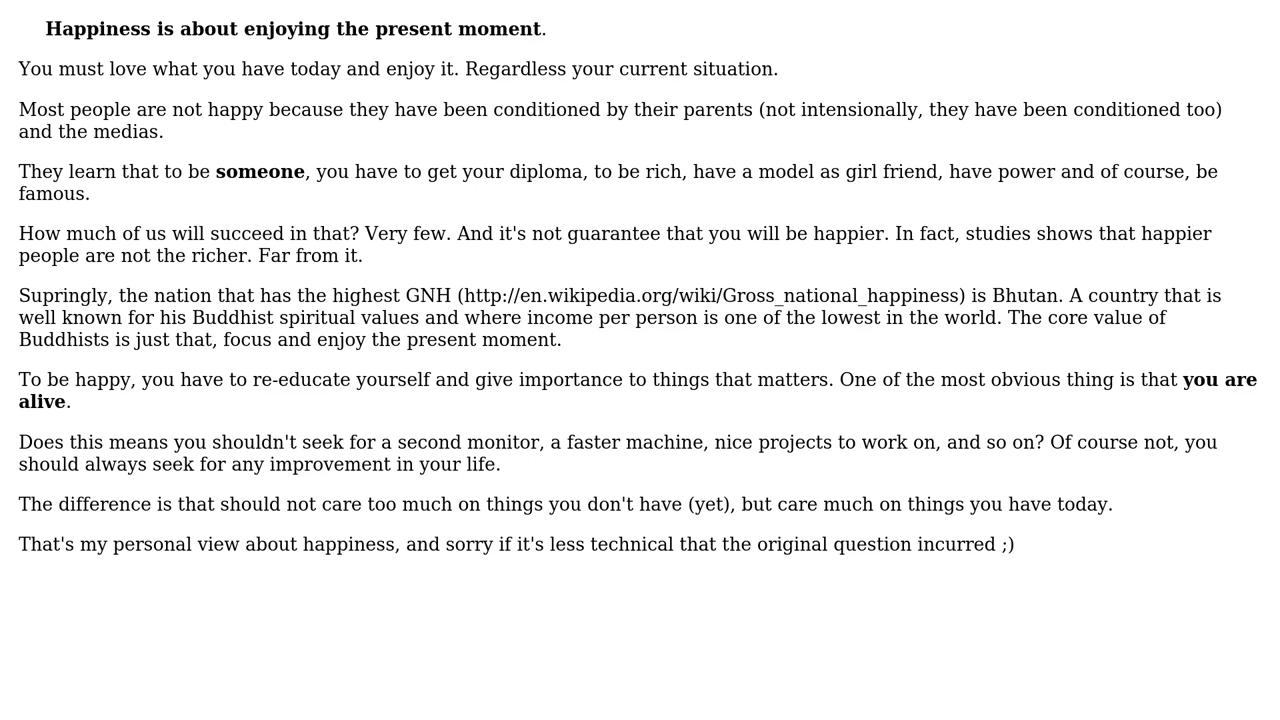 Happiness is about enjoying the present moment.
You must love what you have today and enjoy it. Regardless your current situation.
Most people are not happy because they have been conditioned by their parents (not intensionally, they have been conditioned too)
and the medias.
They learn that to be someone, you have to get your diploma, to be rich, have a model as girl friend, have power and of course, be
famous.
How much of us will succeed in that? Very few. And it's not guarantee that you will be happier. In fact, studies shows that happier
people are not the richer. Far from it.
Supringly, the nation that has the highest GNH (http://en.wikipedia.org/wiki/Gross_national_happiness) is Bhutan. A country that is
well known for his Buddhist spiritual values and where income per person is one of the lowest in the world. The core value of
Buddhists is just that, focus and enjoy the present moment.
To be happy, you have to re-educate yourself and give importance to things that matters. One of the most obvious thing is that you are
alive.
Does this means you shouldn't seek for a second monitor, a faster machine, nice projects to work on, and so on? Of course not, you
should always seek for any improvement in your life.
The difference is that should not care too much on things you don't have (yet), but care much on things you have today.
That's my personal view about happiness, and sorry if it's less technical that the original question incurred ;)